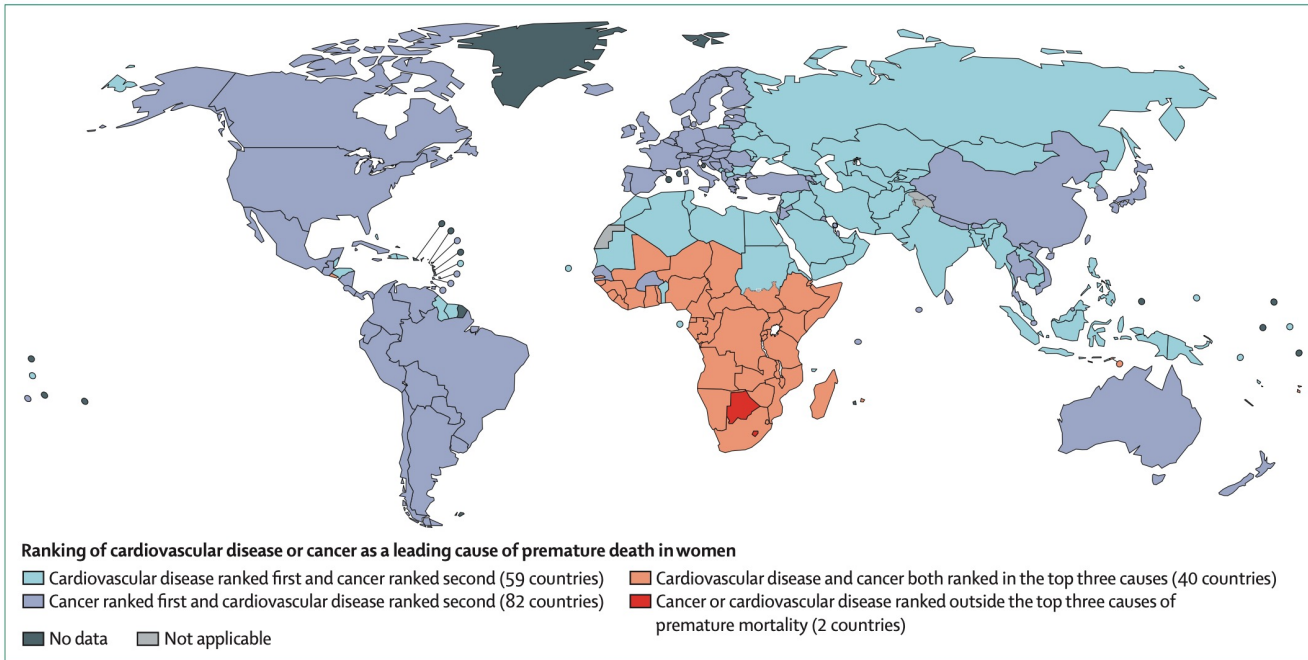 Ranking of cardiovascular disease or cancer as a leading cause of premature death in women
Cardiovascular disease ranked first and cancer ranked second (59 countries)
Cancer ranked first and cardiovascular disease ranked second (82 countries)
Cardiovascular disease and cancer both ranked in the top three causes (40 countries)
Cancer or cardiovascular disease ranked outside the top three causes of
premature mortality (2 countries)
No data
Not applicable